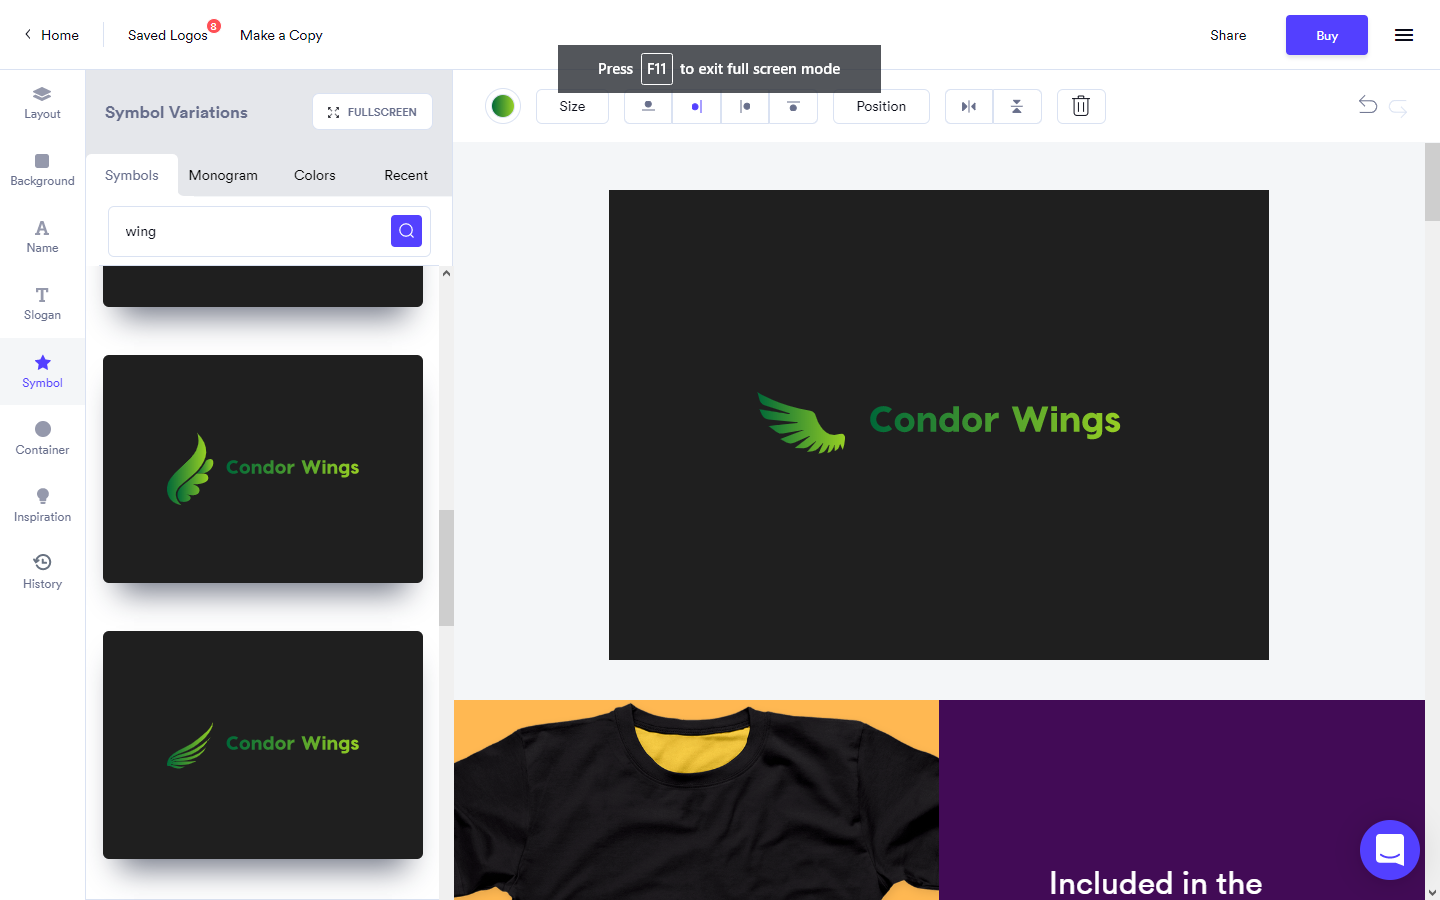 Home
Saved Logos
8
Make a Copy
Share
Buy
Press F11 to exit full screen mode
Layout
Background
Name
Slogan
Symbol
Container
Inspiration
History
Symbol Variations
FULLSCREEN
Symbols
Monogram
Colors
Recent
wing
Condor Wings
Condor Wings
Size
Position
Condor Wings
Included in the